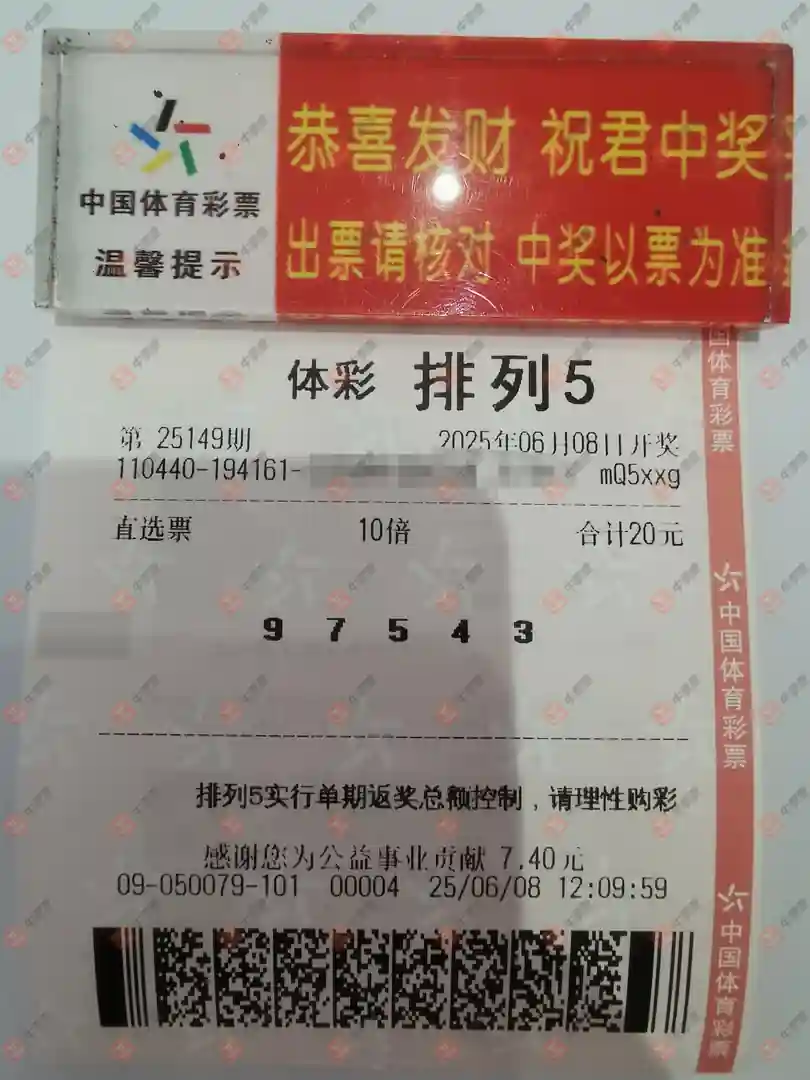 中国体育彩票
温馨提示
恭喜发财 祝君中奖
出票请核对 中奖以票为准
体彩 排列5
第 25149期 2025年06月08日开奖
110440-194161- mQ5xxg
直选票 10倍 合计20元
9 7 5 4 3
排列5实行单期返奖总额控制，请理性购彩
感谢您为公益事业贡献 7.40元
09-050079-101 00004 25/06/08 12:09:59
国体育彩票
中国体育彩票
中国体育彩票